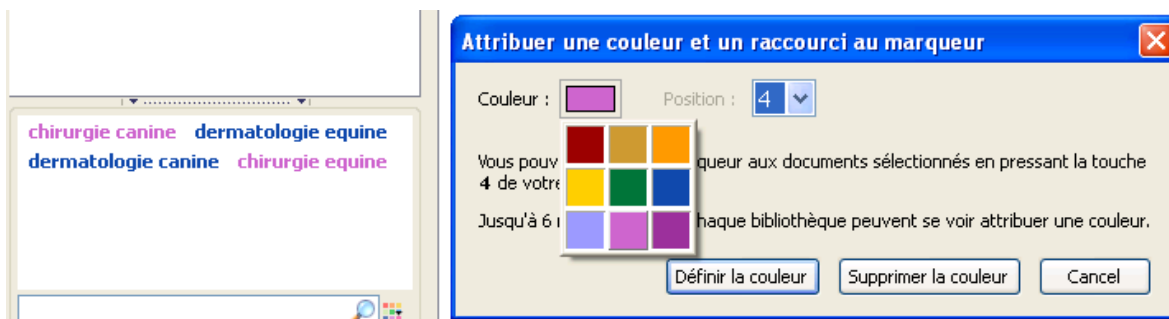 chirurgie canine dermatologie equine
dermatologie canine chirurgie equine
Attribuer une couleur et un raccourci au marqueur
Couleur : Position : 4
Vous pouv queur aux documents sélectionnés en pressant la touche
4 de votre
Jusqu'à 6 haque bibliothèque peuvent se voir attribuer une couleur.
Définir la couleur Supprimer la couleur Cancel